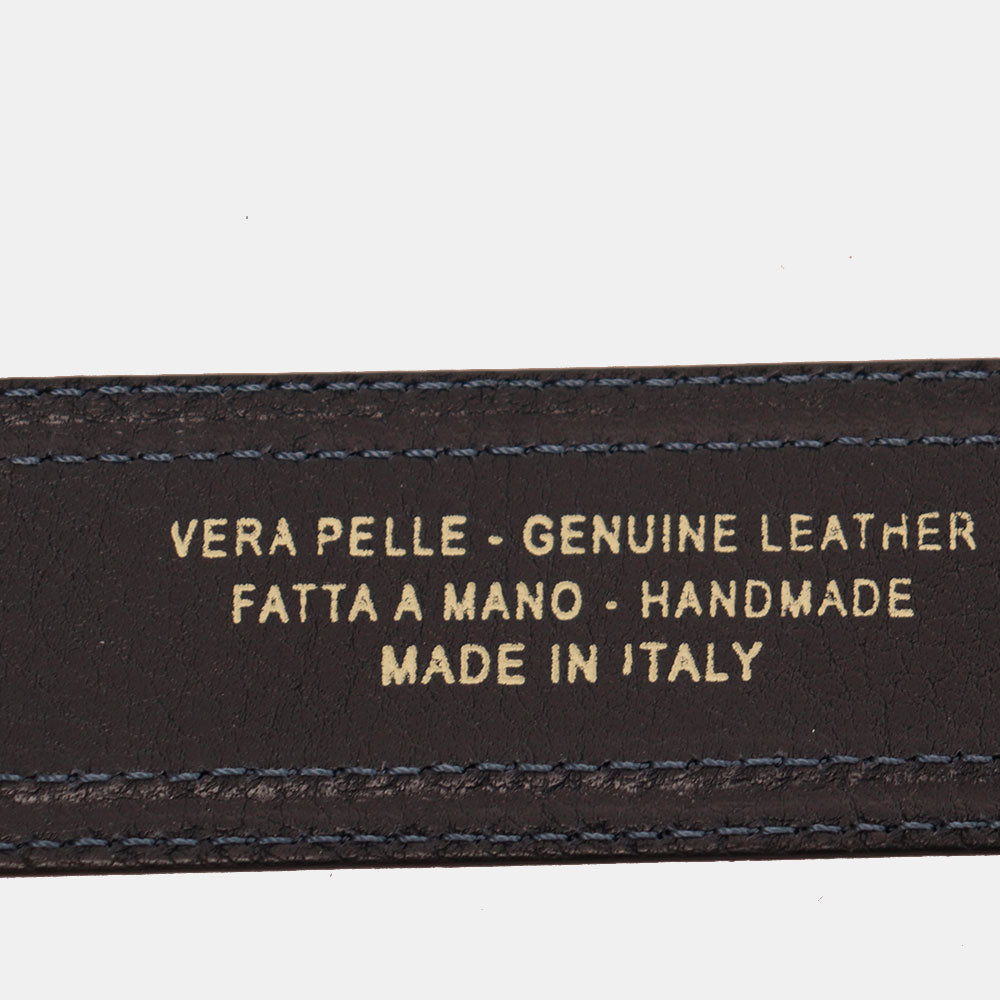 VERA PELLE - GENUINE LEATHER
FATTA A MANO - HANDMADE
MADE IN ITALY